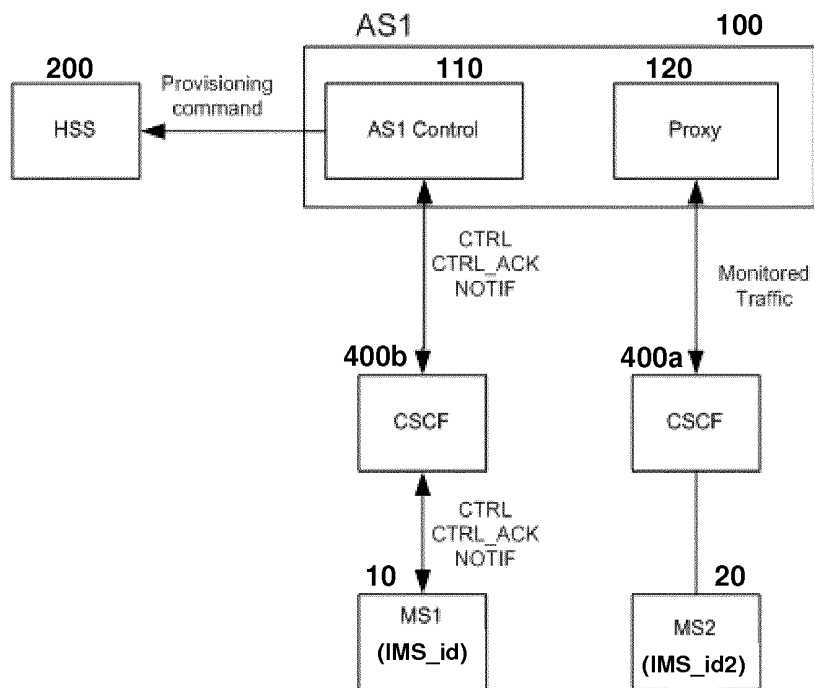 AS1
100
200
Provisioning
command
110
120
HSS
AS1 Control
Proxy
CTRL
CTRL_ACK
NOTIF
Monitored
Traffic
400b
400a
CSCF
CSCF
CTRL
CTRL_ACK
NOTIF
10
20
MS1
(IMS_id)
MS2
(IMS_id2)